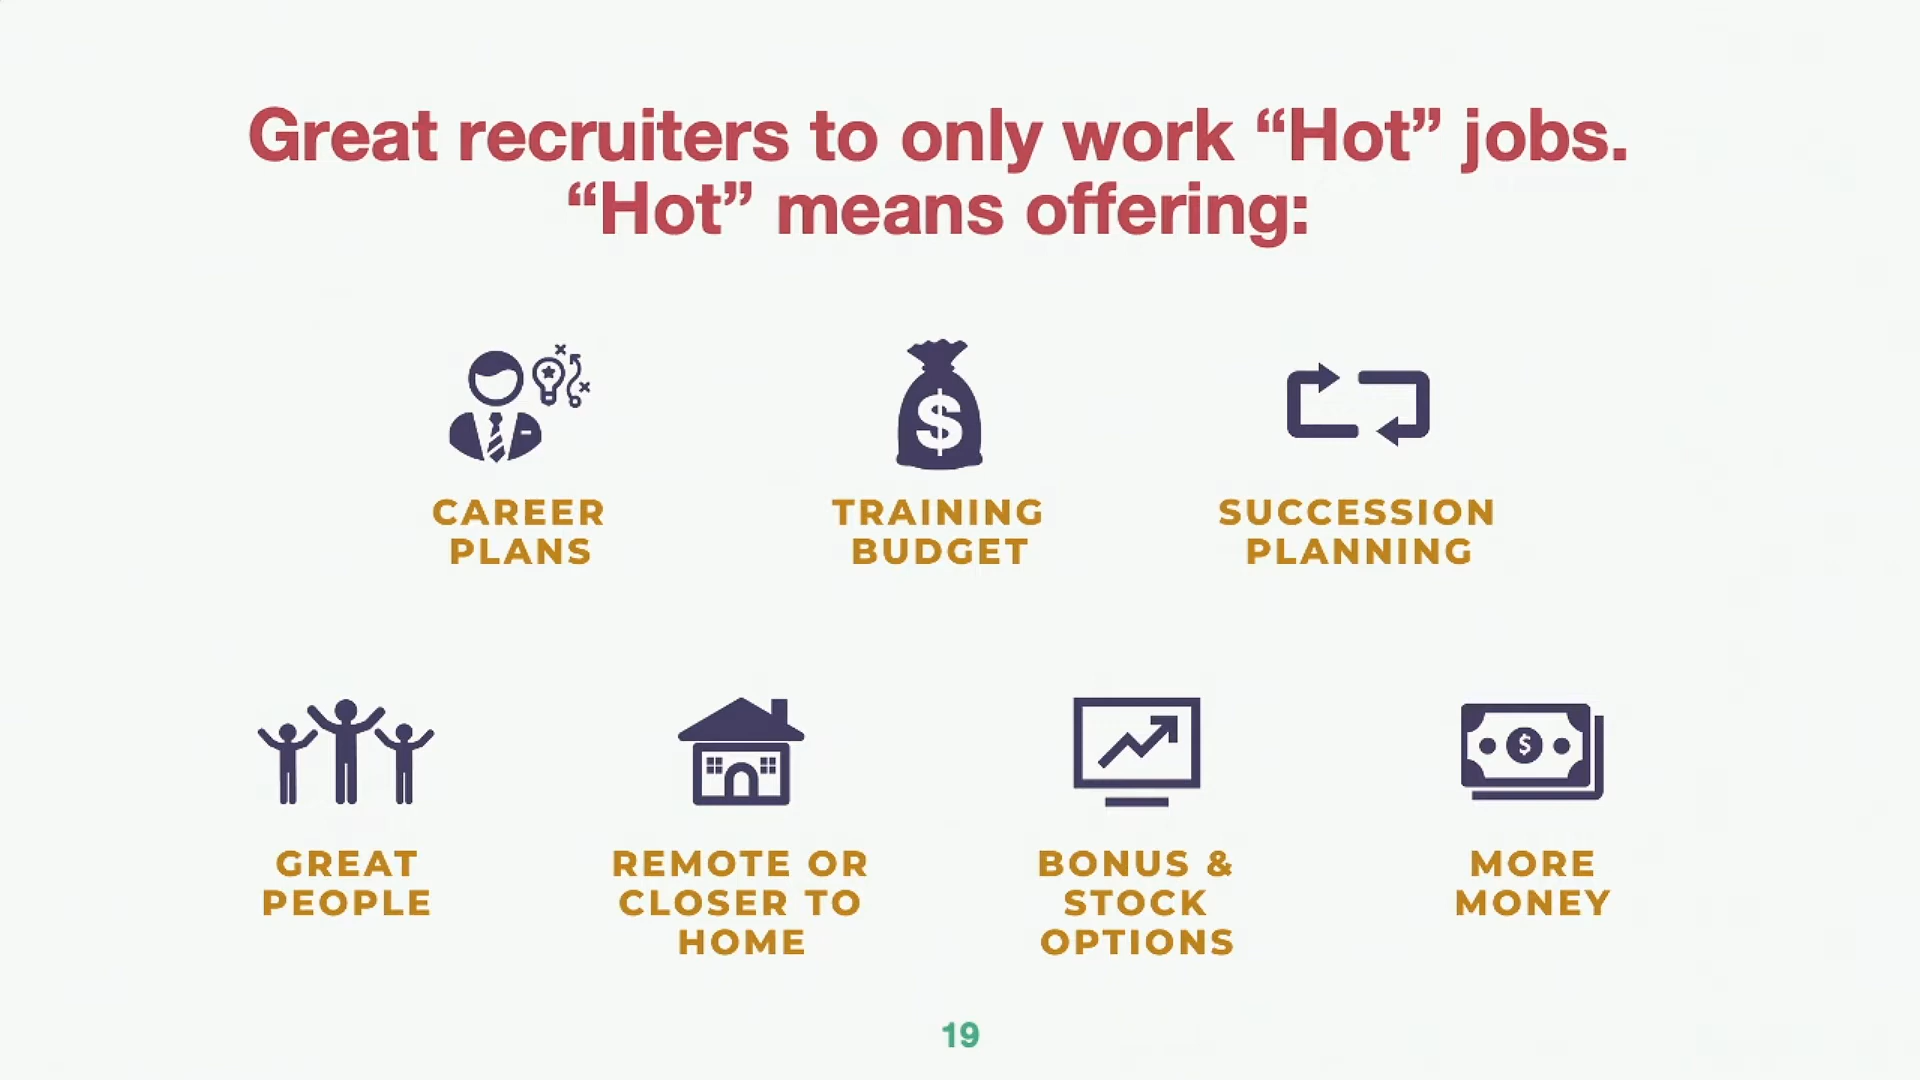 Great recruiters to only work “Hot” jobs.
“Hot” means offering:
CAREER
PLANS
TRAINING
BUDGET
SUCCESSION
PLANNING
GREAT
PEOPLE
REMOTE OR
CLOSER TO
HOME
BONUS &
STOCK
OPTIONS
MORE
MONEY
19